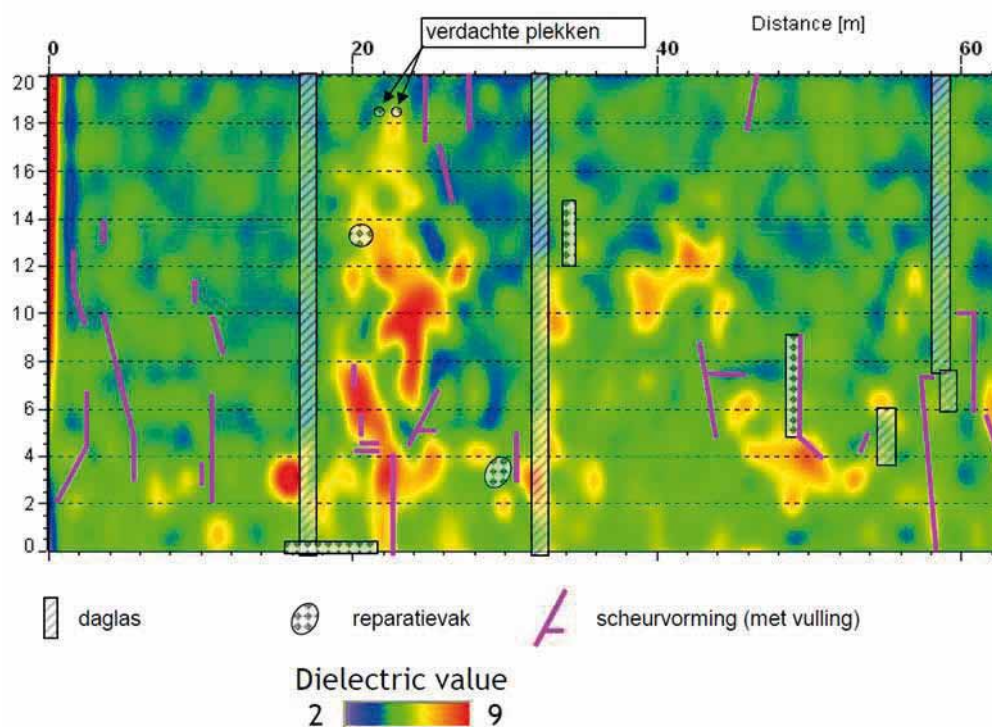 verdachte plekken
Distance [m]
0 20 40 60
20
18
16
14
12
10
8
6
4
2
0
daglas
reparatievak
scheurvorming (met vulling)
Dielectric value
2 9